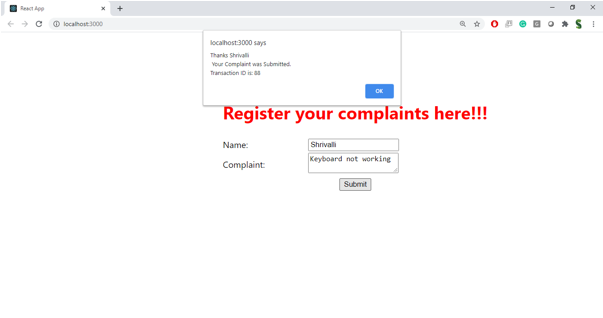 React App
localhost:3000
localhost:3000 says
Thanks Shrivalli
Your Complaint was Submitted.
Transaction ID is: 88
OK
Register your complaints here!!!
Name: Shrivalli
Complaint: Keyboard not working
Submit